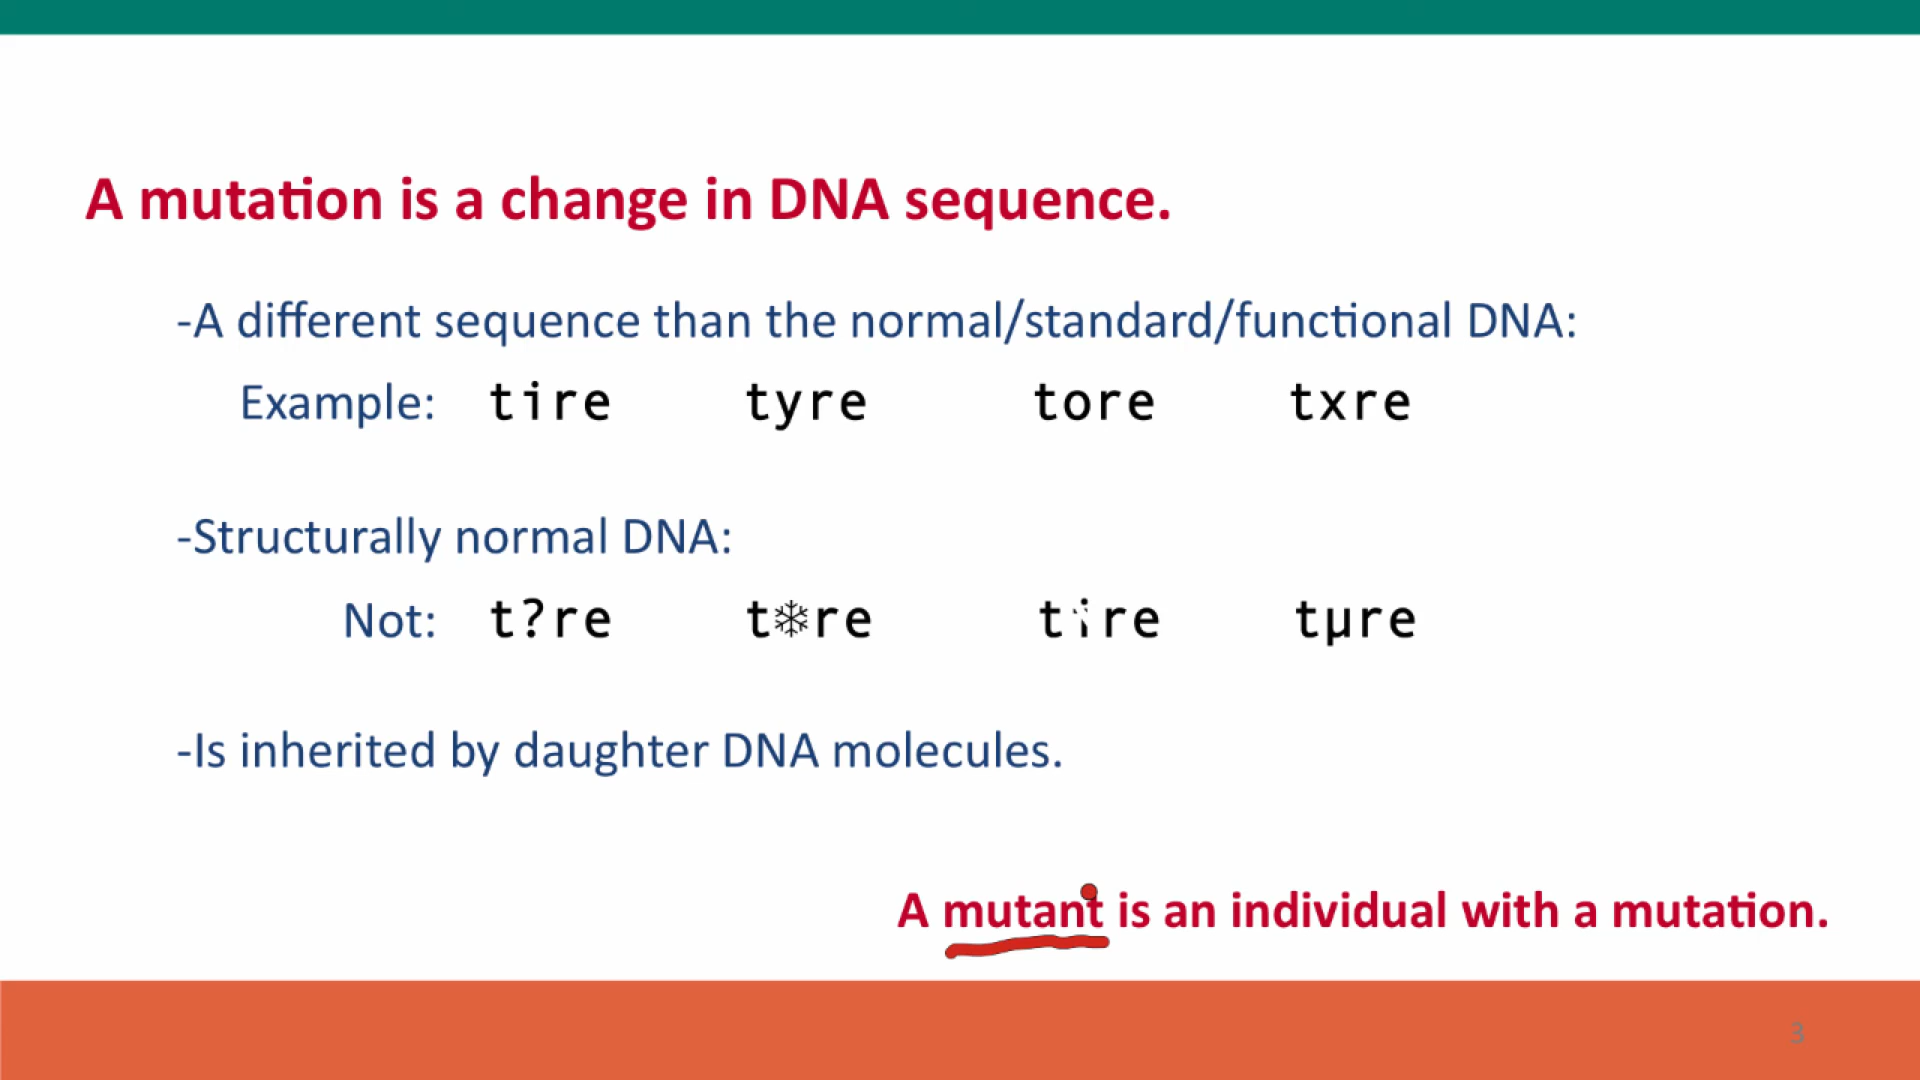 A mutation is a change in DNA sequence.
-A different sequence than the normal/standard/functional DNA:
Example: tire tyre tore txre
-Structurally normal DNA:
Not: t?re t❄re tire tµre
-Is inherited by daughter DNA molecules.
A mutant is an individual with a mutation.
3